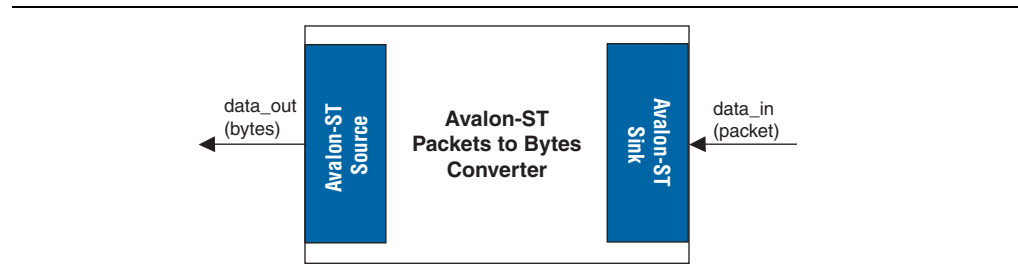 data_out
(bytes)
Avalon-ST
Source
Avalon-ST
Packets to Bytes
Converter
Avalon-ST
Sink
data_in
(packet)